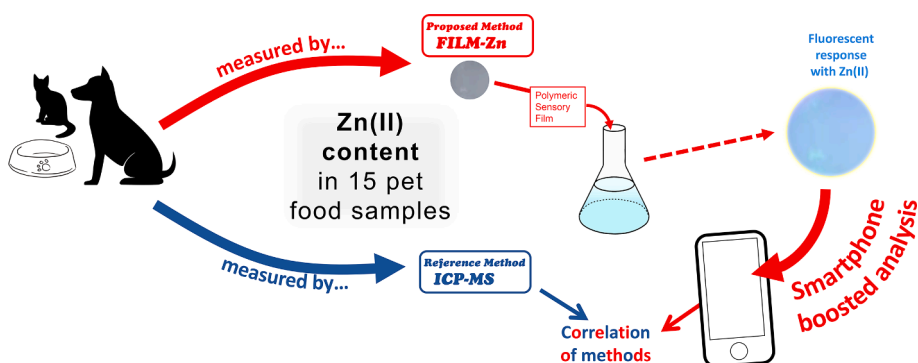 measured by...
Proposed Method
FILM-Zn
Polymeric
Sensory
Film
Fluorescent
response
with Zn(II)
Zn(II)
content
in 15 pet
food samples
measured by...
Reference Method
ICP-MS
Correlation
of methods
Smartphone
boosted analysis